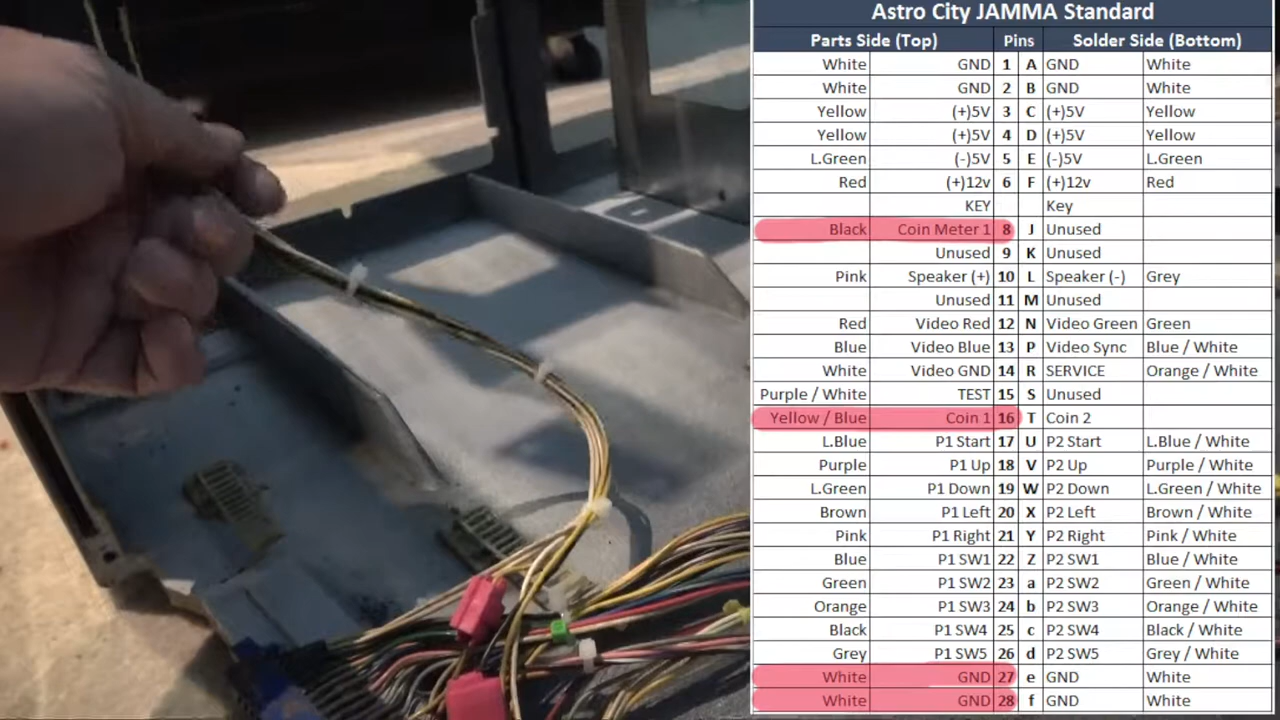 Astro City JAMMA Standard
Parts Side (Top) Pins Solder Side (Bottom)
White GND 1 A GND White
White GND 2 B GND White
Yellow (+)5V 3 C (+)5V Yellow
Yellow (+)5V 4 D (+)5V Yellow
L.Green (-)5V 5 E (-)5V L.Green
Red (+)12v 6 F (+)12v Red
KEY Key
Black Coin Meter 1 8 J Unused
Unused 9 K Unused
Pink Speaker (+) 10 L Speaker (-) Grey
Unused 11 M Unused
Red Video Red 12 N Video Green Green
Blue Video Blue 13 P Video Sync Blue / White
White Video GND 14 R SERVICE Orange / White
Purple / White TEST 15 S Unused
Yellow / Blue Coin 1 16 T Coin 2
L.Blue P1 Start 17 U P2 Start L.Blue / White
Purple P1 Up 18 V P2 Up Purple / White
L.Green P1 Down 19 W P2 Down L.Green / White
Brown P1 Left 20 X P2 Left Brown / White
Pink P1 Right 21 Y P2 Right Pink / White
Blue P1 SW1 22 Z P2 SW1 Blue / White
Green P1 SW2 23 a P2 SW2 Green / White
Orange P1 SW3 24 b P2 SW3 Orange / White
Black P1 SW4 25 c P2 SW4 Black / White
Grey P1 SW5 26 d P2 SW5 Grey / White
White GND 27 e GND White
White GND 28 f GND White